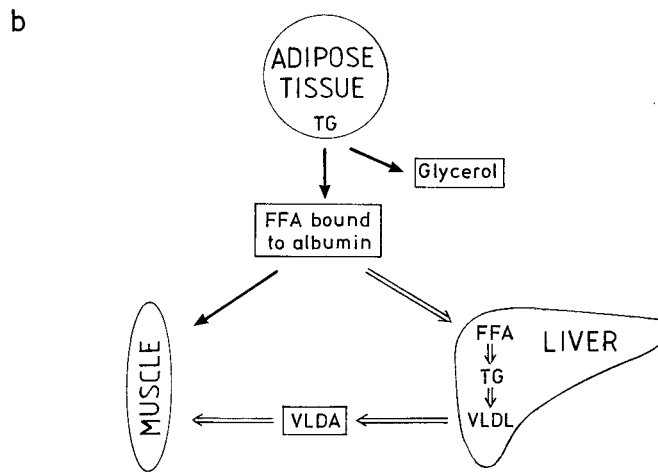 b
ADIPOSE
TISSUE
TG
Glycerol
FFA bound
to albumin
FFA
LIVER
TG
VLDL
MUSCLE
VLDA